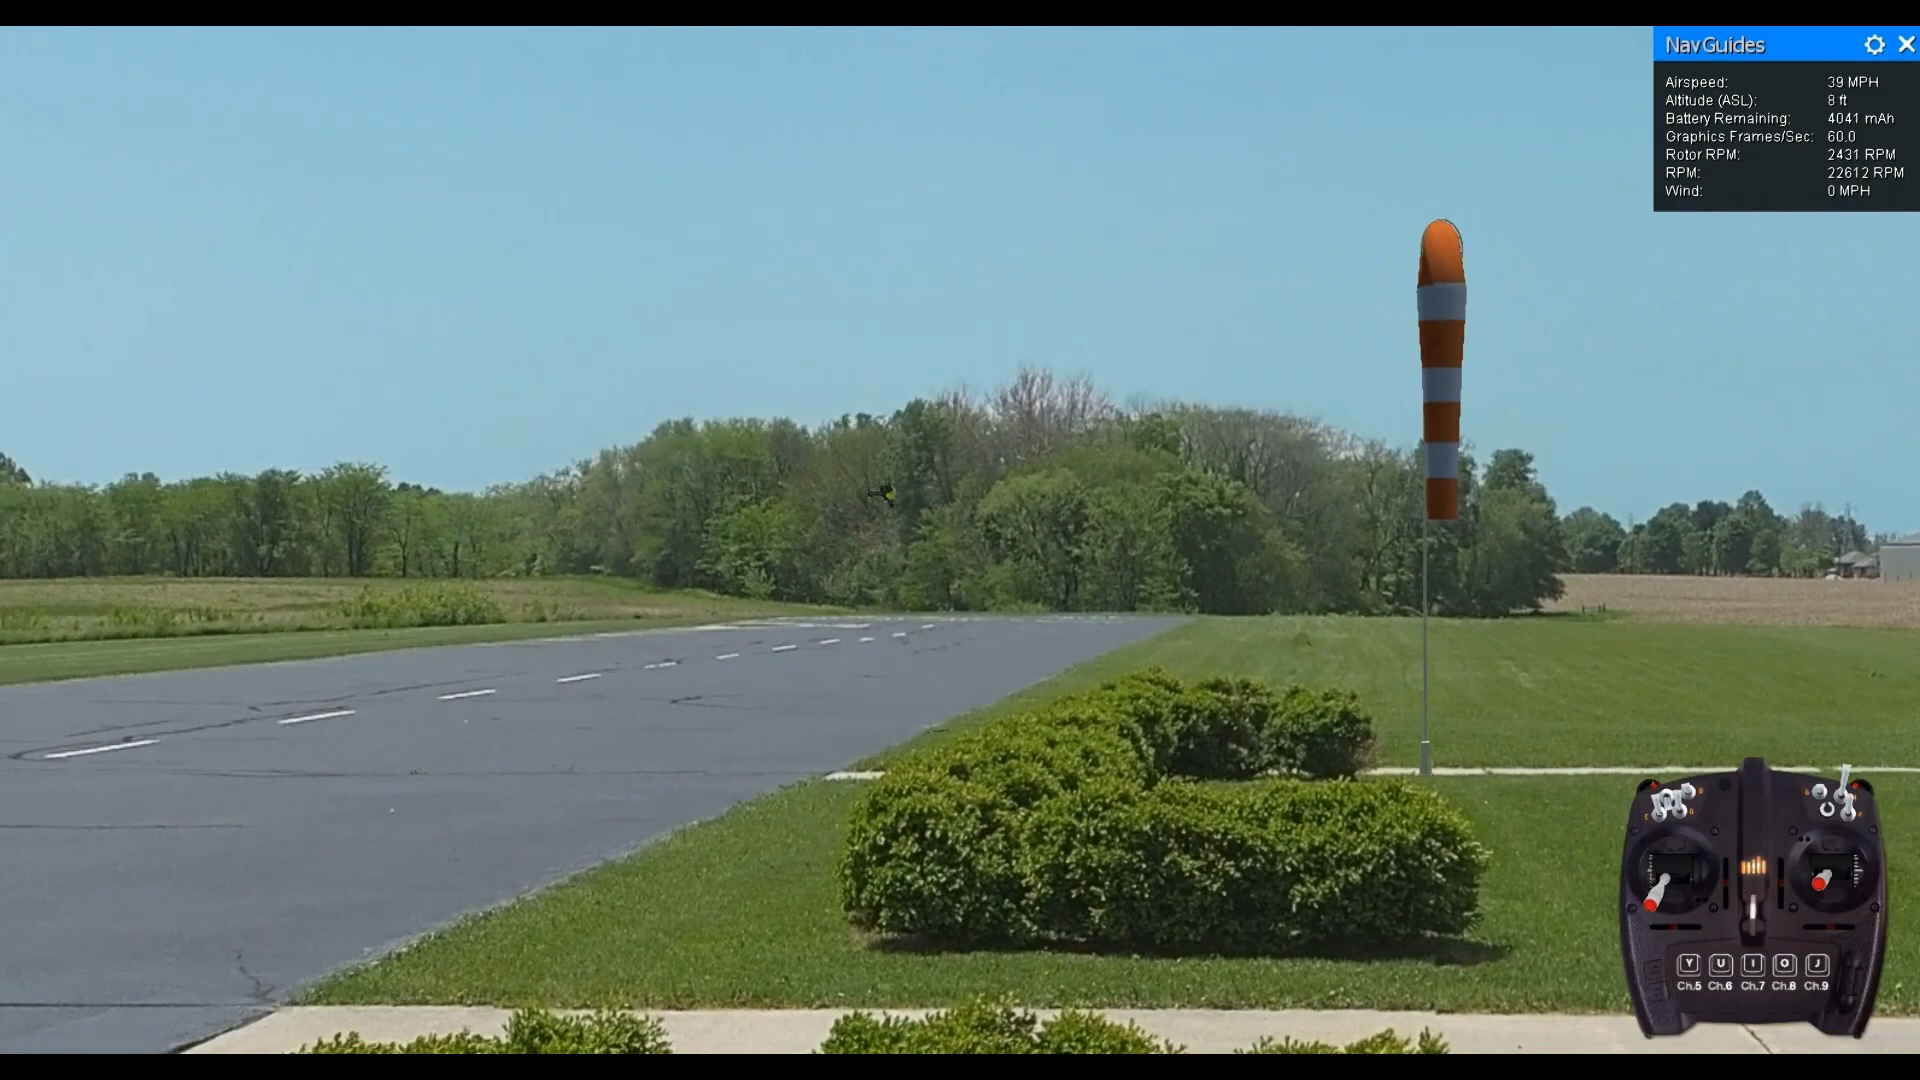 NavGuides
Airspeed: 39 MPH
Altitude (ASL): 8 ft
Battery Remaining: 4041 mAh
Graphics Frames/Sec: 60.0
Rotor RPM: 2431 RPM
RPM: 22612 RPM
Wind: 0 MPH
Y U I O J
Ch.5 Ch.6 Ch.7 Ch.8 Ch.9